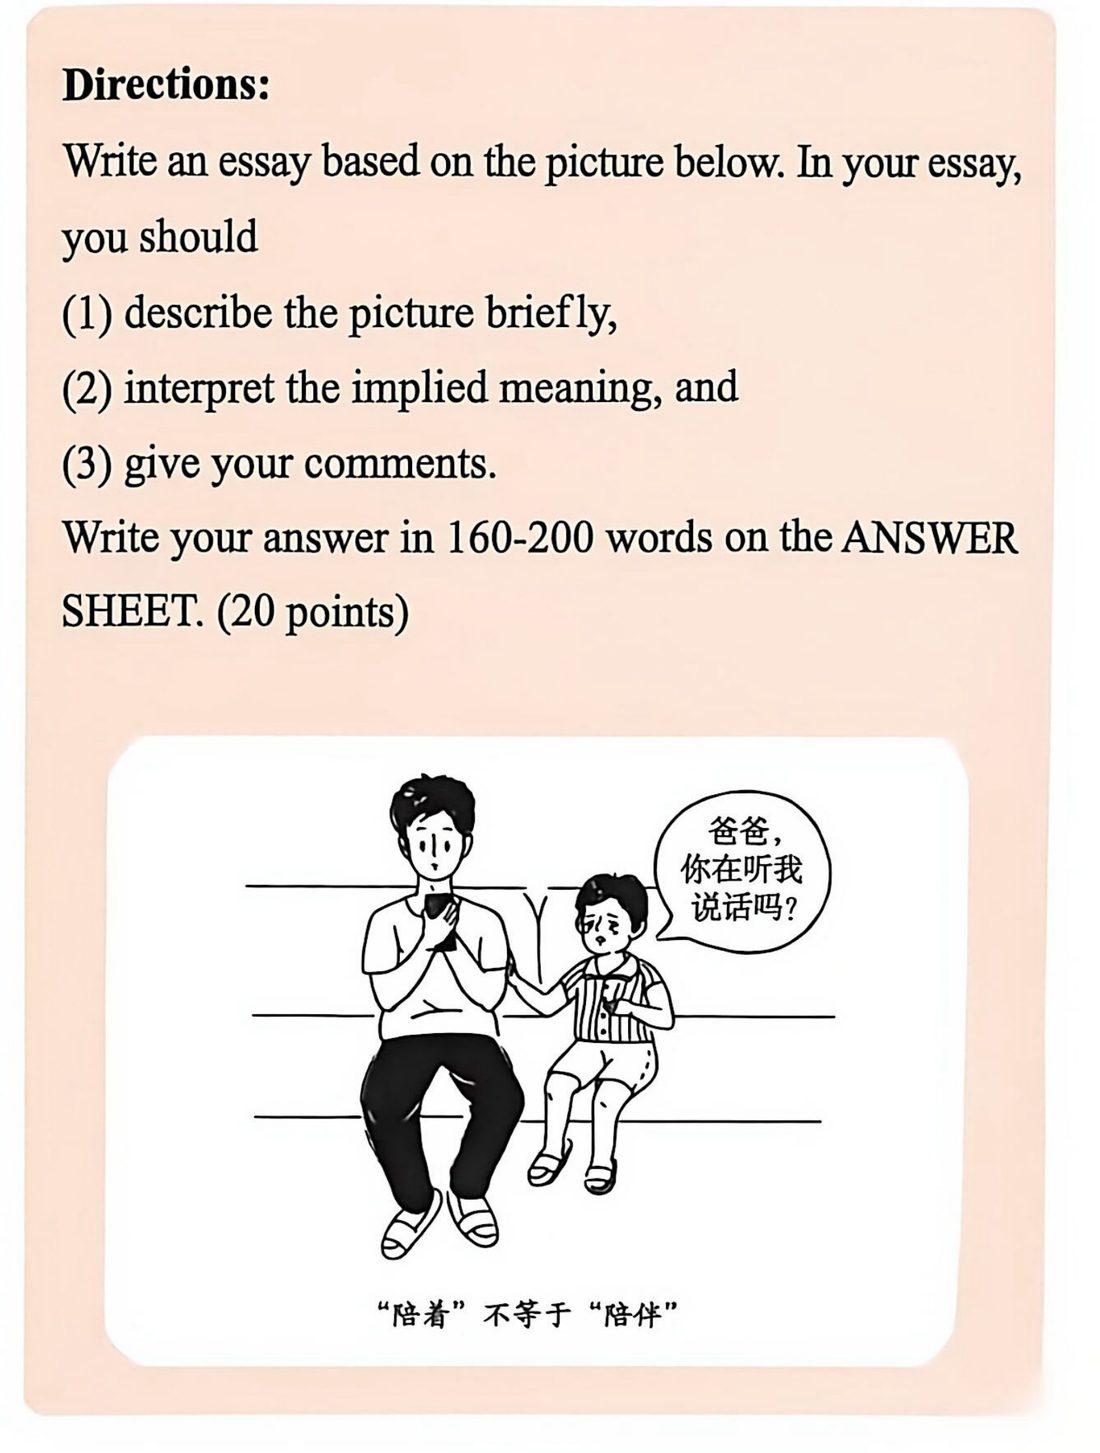 Directions:
Write an essay based on the picture below. In your essay,
you should
(1) describe the picture briefly,
(2) interpret the implied meaning, and
(3) give your comments.
Write your answer in 160-200 words on the ANSWER
SHEET. (20 points)
爸爸，
你在听我
说话吗？
“陪着”不等于“陪伴”